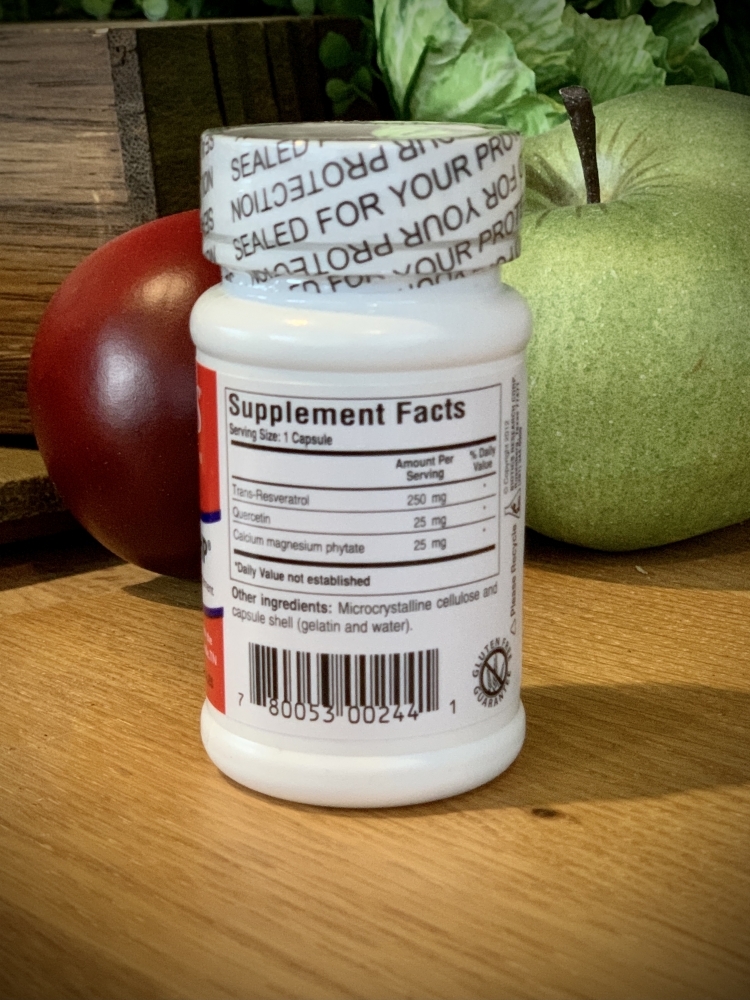 SEALED
PROTECTION YOUR
SEALED FOR YOUR PRO
PROTECTION YOUR FOR
YOUR PRO
Supplement Facts
Serving Size: 1 Capsule
Amount Per Serving
% Daily Value
Trans-Resveratrol 250 mg *
Quercetin 25 mg *
Calcium magnesium phytate 25 mg *
*Daily Value not established
Other ingredients: Microcrystalline cellulose and
capsule shell (gelatin and water).
7 80053 00244 1
GLUTEN FREE
GUARANTEE
Please Recycle